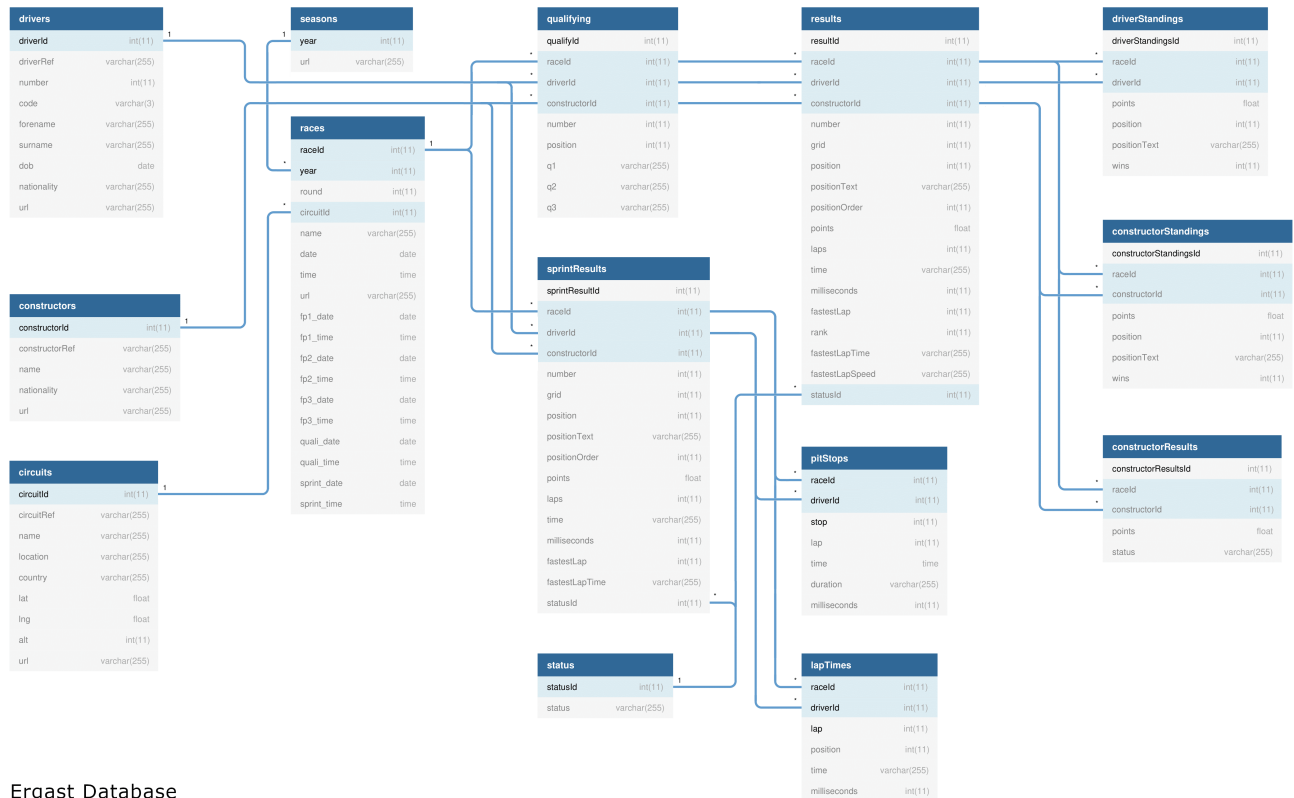 drivers
driverId int(11)
driverRef varchar(255)
number int(11)
code varchar(3)
forename varchar(255)
surname varchar(255)
dob date
nationality varchar(255)
url varchar(255)
1
seasons
year int(11)
url varchar(255)
1
races
raceId int(11)
year int(11)
round int(11)
circuitId int(11)
name varchar(255)
date date
time time
url varchar(255)
fp1_date date
fp1_time time
fp2_date date
fp2_time time
fp3_date date
fp3_time time
quali_date date
quali_time time
sprint_date date
sprint_time time
1
*
*
constructors
constructorId int(11)
constructorRef varchar(255)
name varchar(255)
nationality varchar(255)
url varchar(255)
1
circuits
circuitId int(11)
circuitRef varchar(255)
name varchar(255)
location varchar(255)
country varchar(255)
lat float
lng float
alt int(11)
url varchar(255)
1
qualifying
qualifyId int(11)
raceId int(11)
driverId int(11)
constructorId int(11)
number int(11)
position int(11)
q1 varchar(255)
q2 varchar(255)
q3 varchar(255)
*
*
*
sprintResults
sprintResultId int(11)
raceId int(11)
driverId int(11)
constructorId int(11)
number int(11)
grid int(11)
position int(11)
positionText varchar(255)
positionOrder int(11)
points float
laps int(11)
time varchar(255)
milliseconds int(11)
fastestLap int(11)
fastestLapTime varchar(255)
statusId int(11)
*
*
*
*
status
statusId int(11)
status varchar(255)
1
results
resultId int(11)
raceId int(11)
driverId int(11)
constructorId int(11)
number int(11)
grid int(11)
position int(11)
positionText varchar(255)
positionOrder int(11)
points float
laps int(11)
time varchar(255)
milliseconds int(11)
fastestLap int(11)
rank int(11)
fastestLapTime varchar(255)
fastestLapSpeed varchar(255)
statusId int(11)
*
*
*
*
pitStops
raceId int(11)
driverId int(11)
stop int(11)
lap int(11)
time time
duration varchar(255)
milliseconds int(11)
*
*
lapTimes
raceId int(11)
driverId int(11)
lap int(11)
position int(11)
time varchar(255)
milliseconds int(11)
*
*
driverStandings
driverStandingsId int(11)
raceId int(11)
driverId int(11)
points float
position int(11)
positionText varchar(255)
wins int(11)
*
*
constructorStandings
constructorStandingsId int(11)
raceId int(11)
constructorId int(11)
points float
position int(11)
positionText varchar(255)
wins int(11)
*
*
constructorResults
constructorResultsId int(11)
raceId int(11)
constructorId int(11)
points float
status varchar(255)
*
*
Ergast Database